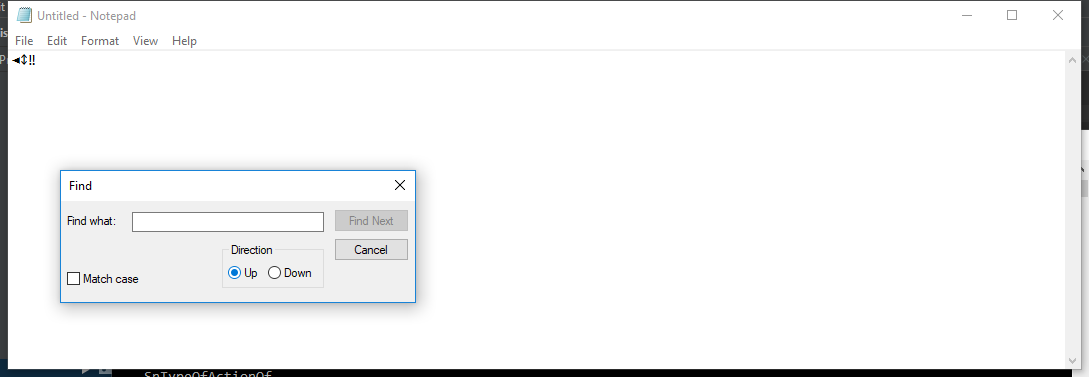 Untitled - Notepad
File Edit Format View Help
◄↕‼
Find
Find what:
Find Next
Cancel
Direction
Up Down
Match case